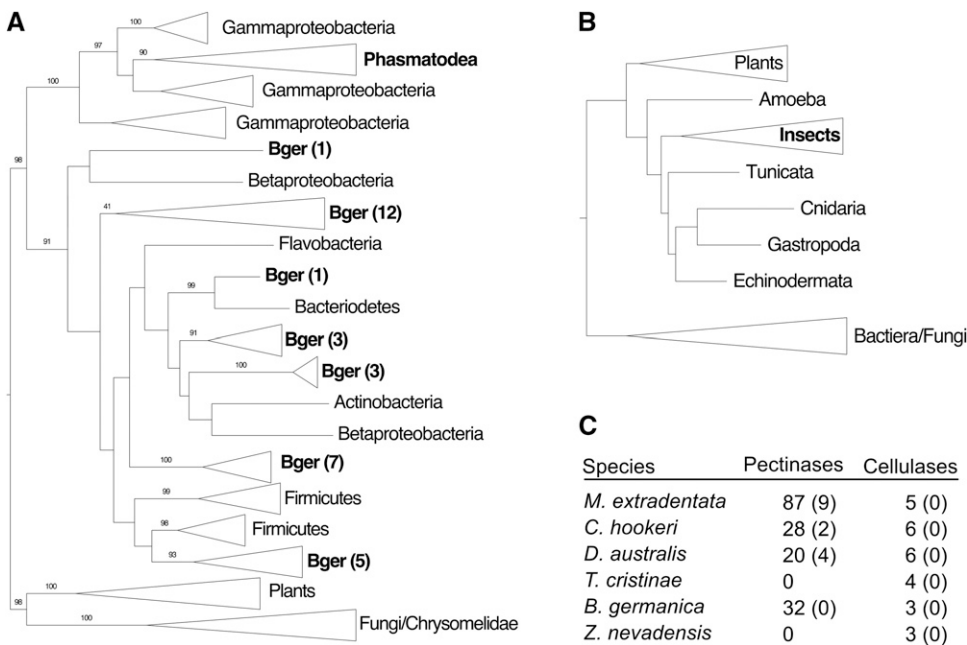 A
100
Gammaproteobacteria
97
90
Phasmatodea
100
Gammaproteobacteria
Gammaproteobacteria
98
Bger (1)
Betaproteobacteria
41
Bger (12)
91
Flavobacteria
99
Bger (1)
Bacteriodetes
91
Bger (3)
100
Bger (3)
Actinobacteria
Betaproteobacteria
100
Bger (7)
99
Firmicutes
98
Firmicutes
93
Bger (5)
98
100
Plants
100
Fungi/Chrysomelidae
B
Plants
Amoeba
Insects
Tunicata
Cnidaria
Gastropoda
Echinodermata
Bactiera/Fungi
C
Species Pectinases Cellulases
M. extradentata 87 (9) 5 (0)
C. hookeri 28 (2) 6 (0)
D. australis 20 (4) 6 (0)
T. cristinae 0 4 (0)
B. germanica 32 (0) 3 (0)
Z. nevadensis 0 3 (0)